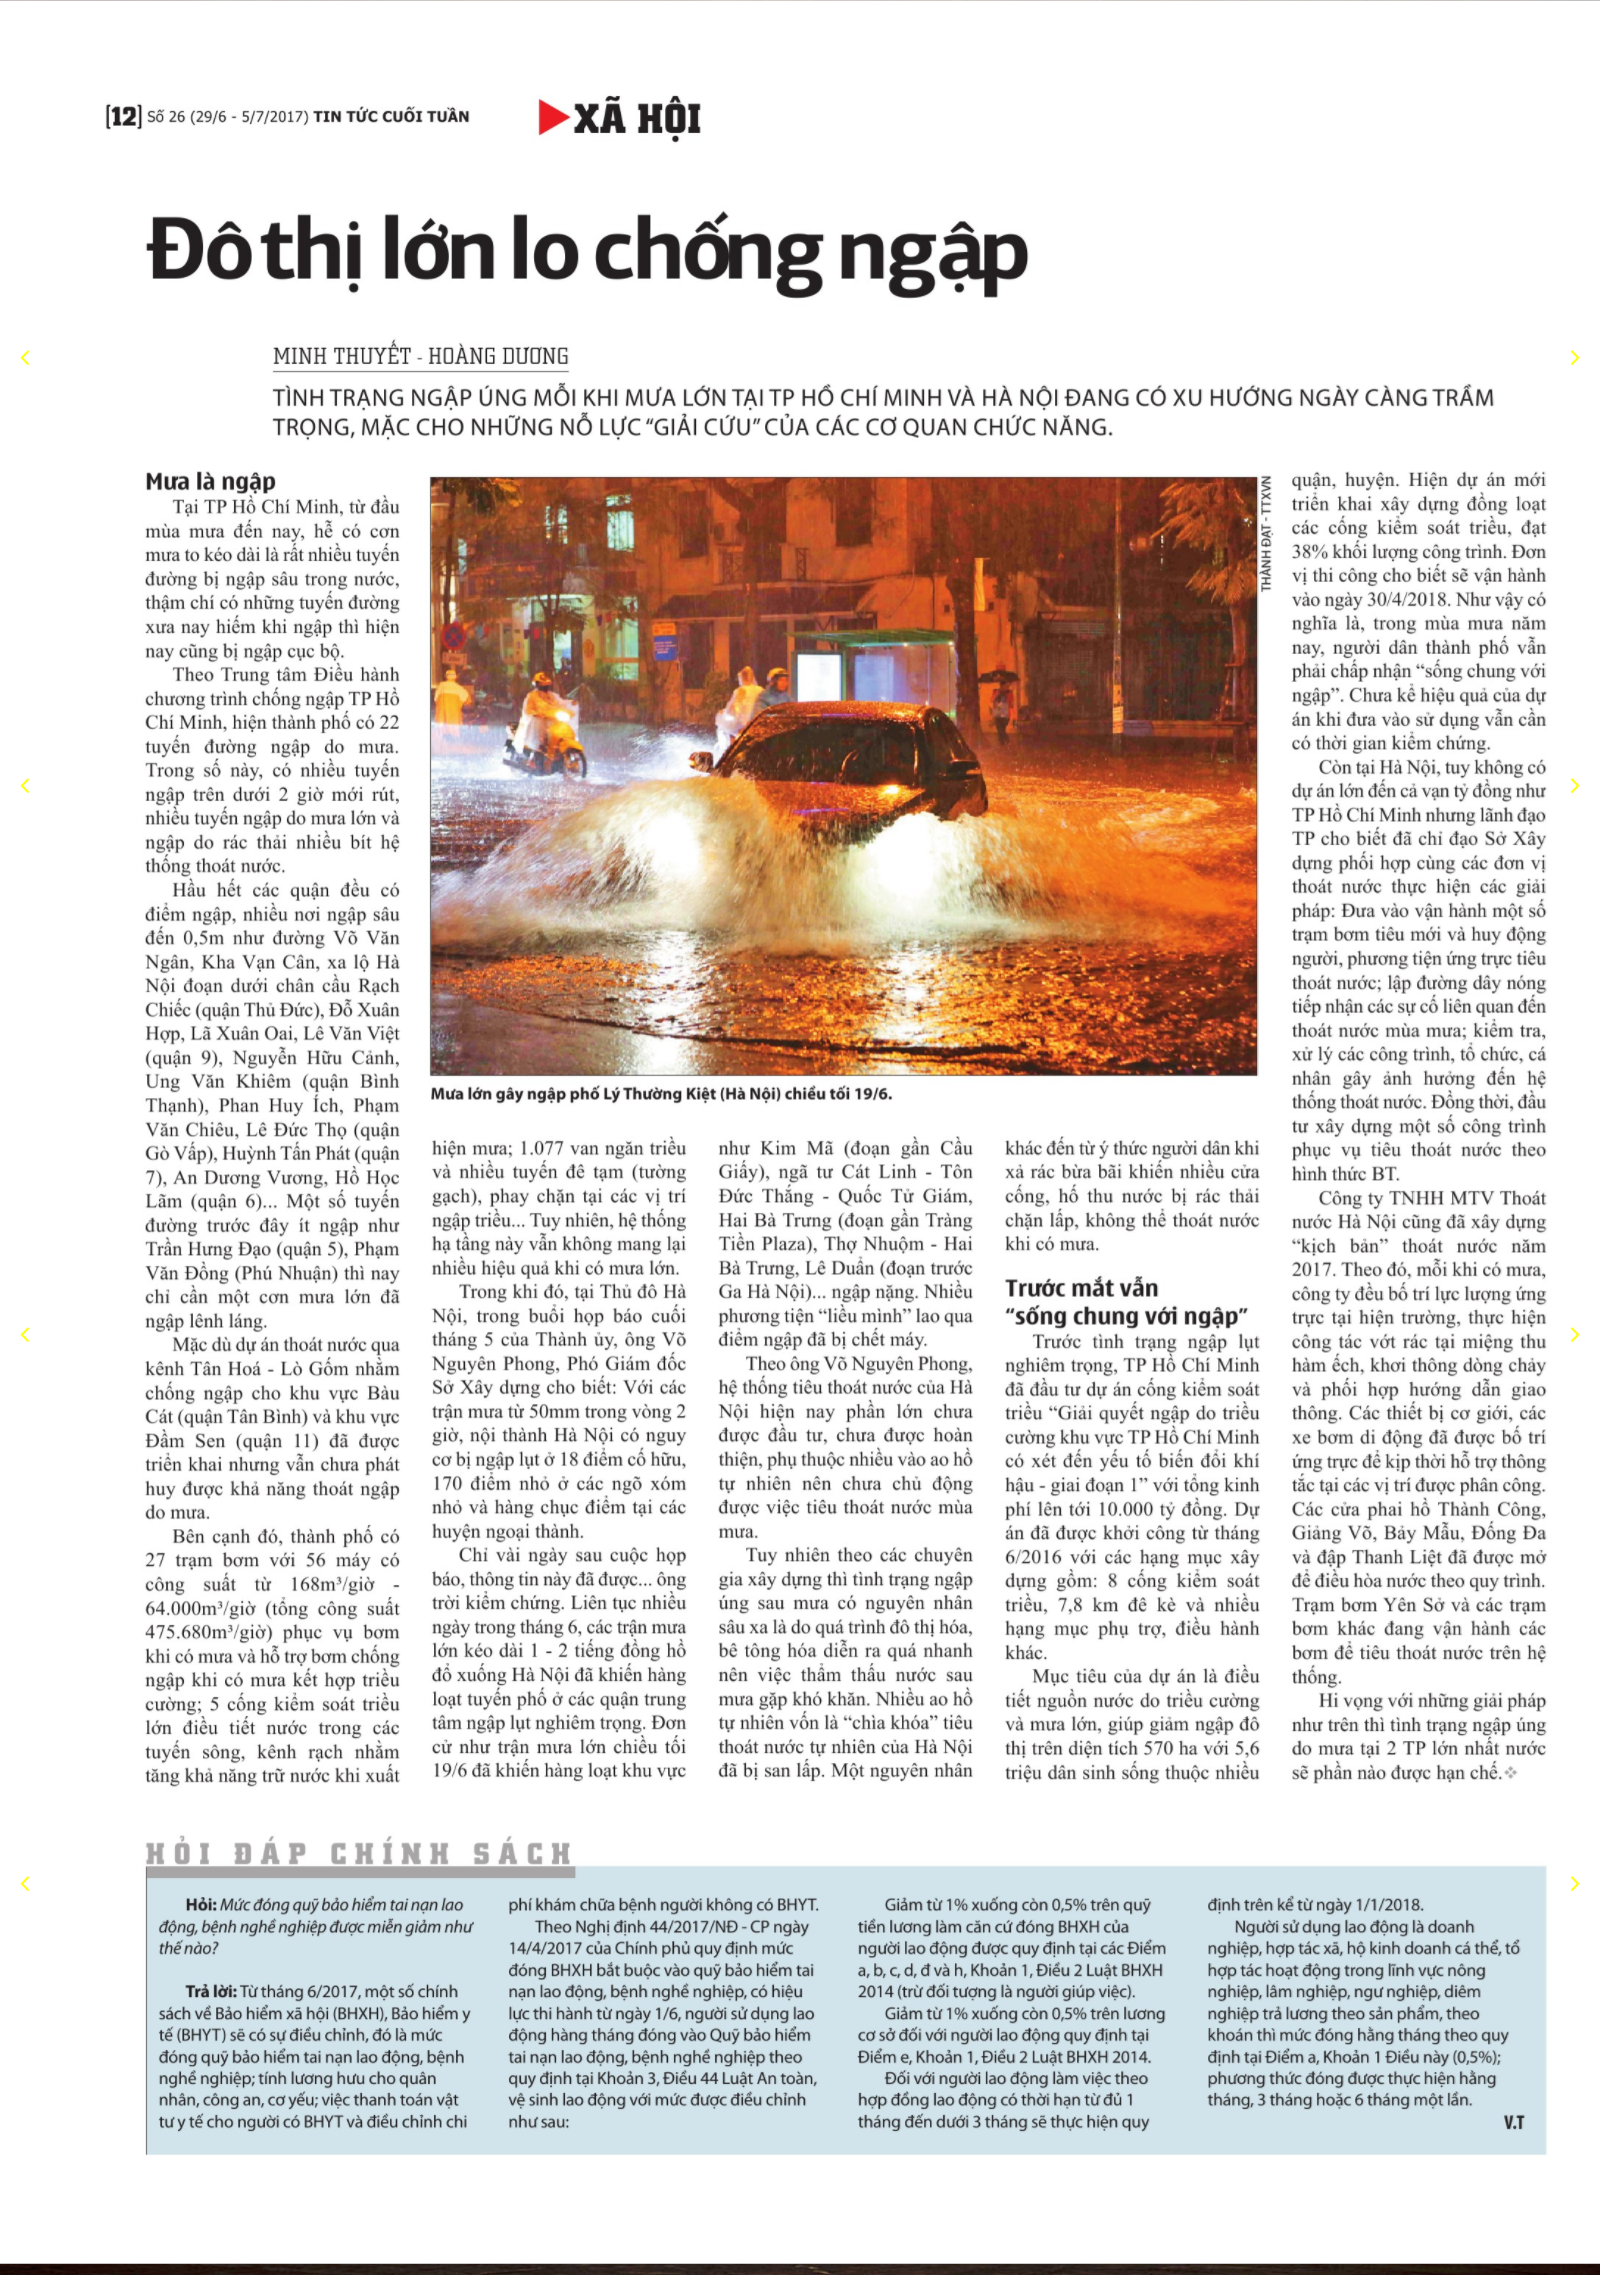 [12] Số 26 (29/6 - 5/7/2017) TIN TỨC CUỐI TUẦN
XÃ HỘI
Đô thị lớn lo chống ngập
MINH THUYẾT - HOÀNG DƯƠNG
TÌNH TRẠNG NGẬP ÚNG MỖI KHI MƯA LỚN TẠI TP HỒ CHÍ MINH VÀ HÀ NỘI ĐANG CÓ XU HƯỚNG NGÀY CÀNG TRẦM
TRỌNG, MẶC CHO NHỮNG NỖ LỰC “GIẢI CỨU” CỦA CÁC CƠ QUAN CHỨC NĂNG.
Mưa là ngập
Tại TP Hồ Chí Minh, từ đầu
mùa mưa đến nay, hễ có cơn
mưa to kéo dài là rất nhiều tuyến
đường bị ngập sâu trong nước,
thậm chí có những tuyến đường
xưa nay hiếm khi ngập thì hiện
nay cũng bị ngập cục bộ.
Theo Trung tâm Điều hành
chương trình chống ngập TP Hồ
Chí Minh, hiện thành phố có 22
tuyến đường ngập do mưa.
Trong số này, có nhiều tuyến
ngập trên dưới 2 giờ mới rút,
nhiều tuyến ngập do mưa lớn và
ngập do rác thải nhiều bít hệ
thống thoát nước.
Hầu hết các quận đều có
điểm ngập, nhiều nơi ngập sâu
đến 0,5m như đường Võ Văn
Ngân, Kha Vạn Cân, xa lộ Hà
Nội đoạn dưới chân cầu Rạch
Chiếc (quận Thủ Đức), Đỗ Xuân
Hợp, Lã Xuân Oai, Lê Văn Việt
(quận 9), Nguyễn Hữu Cảnh,
Ung Văn Khiêm (quận Bình
Thạnh), Phan Huy Ích, Phạm
Văn Chiêu, Lê Đức Thọ (quận
Gò Vấp), Huỳnh Tấn Phát (quận
7), An Dương Vương, Hồ Học
Lãm (quận 6)... Một số tuyến
đường trước đây ít ngập như
Trần Hưng Đạo (quận 5), Phạm
Văn Đồng (Phú Nhuận) thì nay
chỉ cần một cơn mưa lớn đã
ngập lênh láng.
Mặc dù dự án thoát nước qua
kênh Tân Hoá - Lò Gốm nhằm
chống ngập cho khu vực Bàu
Cát (quận Tân Bình) và khu vực
Đầm Sen (quận 11) đã được
triển khai nhưng vẫn chưa phát
huy được khả năng thoát ngập
do mưa.
Bên cạnh đó, thành phố có
27 trạm bơm với 56 máy có
công suất từ 168m³/giờ -
64.000m³/giờ (tổng công suất
475.680m³/giờ) phục vụ bơm
khi có mưa và hỗ trợ bơm chống
ngập khi có mưa kết hợp triều
cường; 5 cống kiểm soát triều
lớn điều tiết nước trong các
tuyến sông, kênh rạch nhằm
tăng khả năng trữ nước khi xuất
THÀNH ĐẠT - TTXVN
Mưa lớn gây ngập phố Lý Thường Kiệt (Hà Nội) chiều tối 19/6.
hiện mưa; 1.077 van ngăn triều
và nhiều tuyến đê tạm (tường
gạch), phay chặn tại các vị trí
ngập triều... Tuy nhiên, hệ thống
hạ tầng này vẫn không mang lại
nhiều hiệu quả khi có mưa lớn.
Trong khi đó, tại Thủ đô Hà
Nội, trong buổi họp báo cuối
tháng 5 của Thành ủy, ông Võ
Nguyên Phong, Phó Giám đốc
Sở Xây dựng cho biết: Với các
trận mưa từ 50mm trong vòng 2
giờ, nội thành Hà Nội có nguy
cơ bị ngập lụt ở 18 điểm cố hữu,
170 điểm nhỏ ở các ngõ xóm
nhỏ và hàng chục điểm tại các
huyện ngoại thành.
Chỉ vài ngày sau cuộc họp
báo, thông tin này đã được... ông
trời kiểm chứng. Liên tục nhiều
ngày trong tháng 6, các trận mưa
lớn kéo dài 1 - 2 tiếng đồng hồ
đổ xuống Hà Nội đã khiến hàng
loạt tuyến phố ở các quận trung
tâm ngập lụt nghiêm trọng. Đơn
cử như trận mưa lớn chiều tối
19/6 đã khiến hàng loạt khu vực
như Kim Mã (đoạn gần Cầu
Giấy), ngã tư Cát Linh - Tôn
Đức Thắng - Quốc Tử Giám,
Hai Bà Trưng (đoạn gần Tràng
Tiền Plaza), Thợ Nhuộm - Hai
Bà Trưng, Lê Duẩn (đoạn trước
Ga Hà Nội)... ngập nặng. Nhiều
phương tiện “liều mình” lao qua
điểm ngập đã bị chết máy.
Theo ông Võ Nguyên Phong,
hệ thống tiêu thoát nước của Hà
Nội hiện nay phần lớn chưa
được đầu tư, chưa được hoàn
thiện, phụ thuộc nhiều vào ao hồ
tự nhiên nên chưa chủ động
được việc tiêu thoát nước mùa
mưa.
Tuy nhiên theo các chuyên
gia xây dựng thì tình trạng ngập
úng sau mưa có nguyên nhân
sâu xa là do quá trình đô thị hóa,
bê tông hóa diễn ra quá nhanh
nên việc thẩm thấu nước sau
mưa gặp khó khăn. Nhiều ao hồ
tự nhiên vốn là “chìa khóa” tiêu
thoát nước tự nhiên của Hà Nội
đã bị san lấp. Một nguyên nhân
khác đến từ ý thức người dân khi
xả rác bừa bãi khiến nhiều cửa
cống, hố thu nước bị rác thải
chặn lấp, không thể thoát nước
khi có mưa.
Trước mắt vẫn
“sống chung với ngập”
Trước tình trạng ngập lụt
nghiêm trọng, TP Hồ Chí Minh
đã đầu tư dự án cống kiểm soát
triều “Giải quyết ngập do triều
cường khu vực TP Hồ Chí Minh
có xét đến yếu tố biến đổi khí
hậu - giai đoạn 1” với tổng kinh
phí lên tới 10.000 tỷ đồng. Dự
án đã được khởi công từ tháng
6/2016 với các hạng mục xây
dựng gồm: 8 cống kiểm soát
triều, 7,8 km đê kè và nhiều
hạng mục phụ trợ, điều hành
khác.
Mục tiêu của dự án là điều
tiết nguồn nước do triều cường
và mưa lớn, giúp giảm ngập đô
thị trên diện tích 570 ha với 5,6
triệu dân sinh sống thuộc nhiều
quận, huyện. Hiện dự án mới
triển khai xây dựng đồng loạt
các cống kiểm soát triều, đạt
38% khối lượng công trình. Đơn
vị thi công cho biết sẽ vận hành
vào ngày 30/4/2018. Như vậy có
nghĩa là, trong mùa mưa năm
nay, người dân thành phố vẫn
phải chấp nhận “sống chung với
ngập”. Chưa kể hiệu quả của dự
án khi đưa vào sử dụng vẫn cần
có thời gian kiểm chứng.
Còn tại Hà Nội, tuy không có
dự án lớn đến cả vạn tỷ đồng như
TP Hồ Chí Minh nhưng lãnh đạo
TP cho biết đã chỉ đạo Sở Xây
dựng phối hợp cùng các đơn vị
thoát nước thực hiện các giải
pháp: Đưa vào vận hành một số
trạm bơm tiêu mới và huy động
người, phương tiện ứng trực tiêu
thoát nước; lập đường dây nóng
tiếp nhận các sự cố liên quan đến
thoát nước mùa mưa; kiểm tra,
xử lý các công trình, tổ chức, cá
nhân gây ảnh hưởng đến hệ
thống thoát nước. Đồng thời, đầu
tư xây dựng một số công trình
phục vụ tiêu thoát nước theo
hình thức BT.
Công ty TNHH MTV Thoát
nước Hà Nội cũng đã xây dựng
“kịch bản” thoát nước năm
2017. Theo đó, mỗi khi có mưa,
công ty đều bố trí lực lượng ứng
trực tại hiện trường, thực hiện
công tác vớt rác tại miệng thu
hàm ếch, khơi thông dòng chảy
và phối hợp hướng dẫn giao
thông. Các thiết bị cơ giới, các
xe bơm di động đã được bố trí
ứng trực để kịp thời hỗ trợ thông
tắc tại các vị trí được phân công.
Các cửa phai hồ Thành Công,
Giảng Võ, Bảy Mẫu, Đống Đa
và đập Thanh Liệt đã được mở
để điều hòa nước theo quy trình.
Trạm bơm Yên Sở và các trạm
bơm khác đang vận hành các
bơm để tiêu thoát nước trên hệ
thống.
Hi vọng với những giải pháp
như trên thì tình trạng ngập úng
do mưa tại 2 TP lớn nhất nước
sẽ phần nào được hạn chế.❖
HỎI ĐÁP CHÍNH SÁCH
Hỏi: Mức đóng quỹ bảo hiểm tai nạn lao
động, bệnh nghề nghiệp được miễn giảm như
thế nào?
Trả lời: Từ tháng 6/2017, một số chính
sách về Bảo hiểm xã hội (BHXH), Bảo hiểm y
tế (BHYT) sẽ có sự điều chỉnh, đó là mức
đóng quỹ bảo hiểm tai nạn lao động, bệnh
nghề nghiệp; tính lương hưu cho quân
nhân, công an, cơ yếu; việc thanh toán vật
tư y tế cho người có BHYT và điều chỉnh chi
phí khám chữa bệnh người không có BHYT.
Theo Nghị định 44/2017/NĐ - CP ngày
14/4/2017 của Chính phủ quy định mức
đóng BHXH bắt buộc vào quỹ bảo hiểm tai
nạn lao động, bệnh nghề nghiệp, có hiệu
lực thi hành từ ngày 1/6, người sử dụng lao
động hàng tháng đóng vào Quỹ bảo hiểm
tai nạn lao động, bệnh nghề nghiệp theo
quy định tại Khoản 3, Điều 44 Luật An toàn,
vệ sinh lao động với mức được điều chỉnh
như sau:
Giảm từ 1% xuống còn 0,5% trên quỹ
tiền lương làm căn cứ đóng BHXH của
người lao động được quy định tại các Điểm
a, b, c, d, đ và h, Khoản 1, Điều 2 Luật BHXH
2014 (trừ đối tượng là người giúp việc).
Giảm từ 1% xuống còn 0,5% trên lương
cơ sở đối với người lao động quy định tại
Điểm e, Khoản 1, Điều 2 Luật BHXH 2014.
Đối với người lao động làm việc theo
hợp đồng lao động có thời hạn từ đủ 1
tháng đến dưới 3 tháng sẽ thực hiện quy
định trên kể từ ngày 1/1/2018.
Người sử dụng lao động là doanh
nghiệp, hợp tác xã, hộ kinh doanh cá thể, tổ
hợp tác hoạt động trong lĩnh vực nông
nghiệp, lâm nghiệp, ngư nghiệp, diêm
nghiệp trả lương theo sản phẩm, theo
khoán thì mức đóng hằng tháng theo quy
định tại Điểm a, Khoản 1 Điều này (0,5%);
phương thức đóng được thực hiện hằng
tháng, 3 tháng hoặc 6 tháng một lần.
V.T